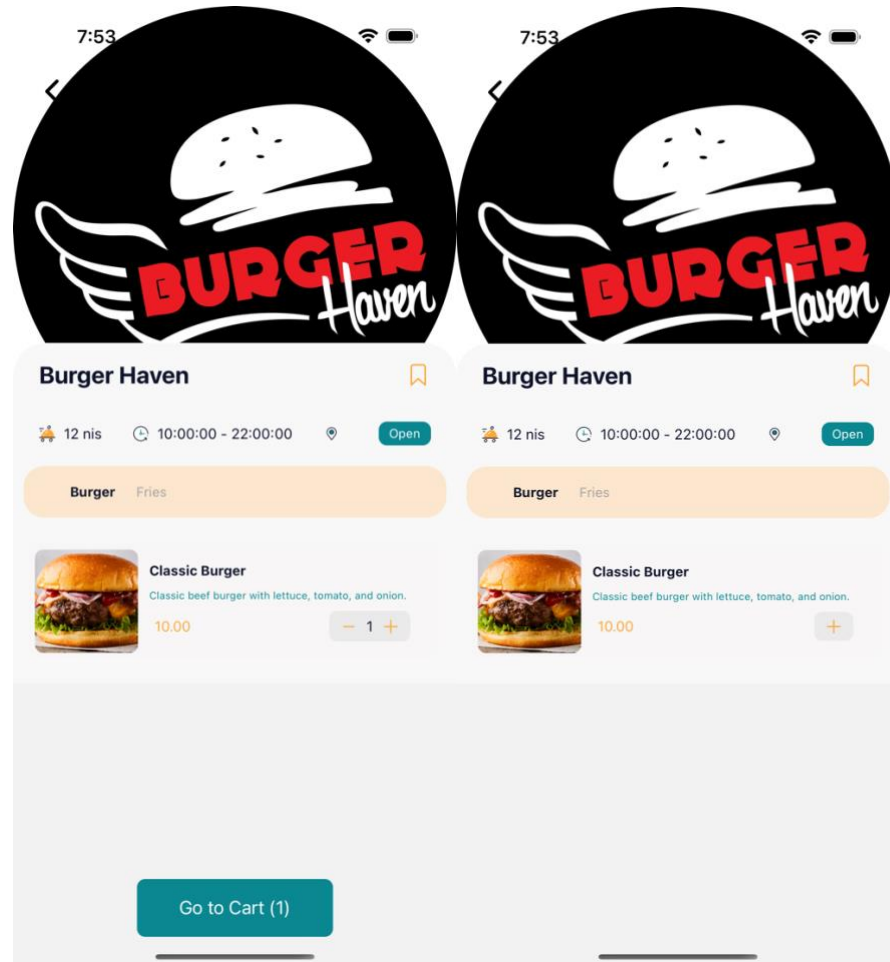 7:53
BURGER
Haven
Burger Haven
12 nis 10:00:00 - 22:00:00 Open
Burger Fries
Classic Burger
Classic beef burger with lettuce, tomato, and onion.
10.00 − 1 +
Go to Cart (1)
7:53
BURGER
Haven
Burger Haven
12 nis 10:00:00 - 22:00:00 Open
Burger Fries
Classic Burger
Classic beef burger with lettuce, tomato, and onion.
10.00 +